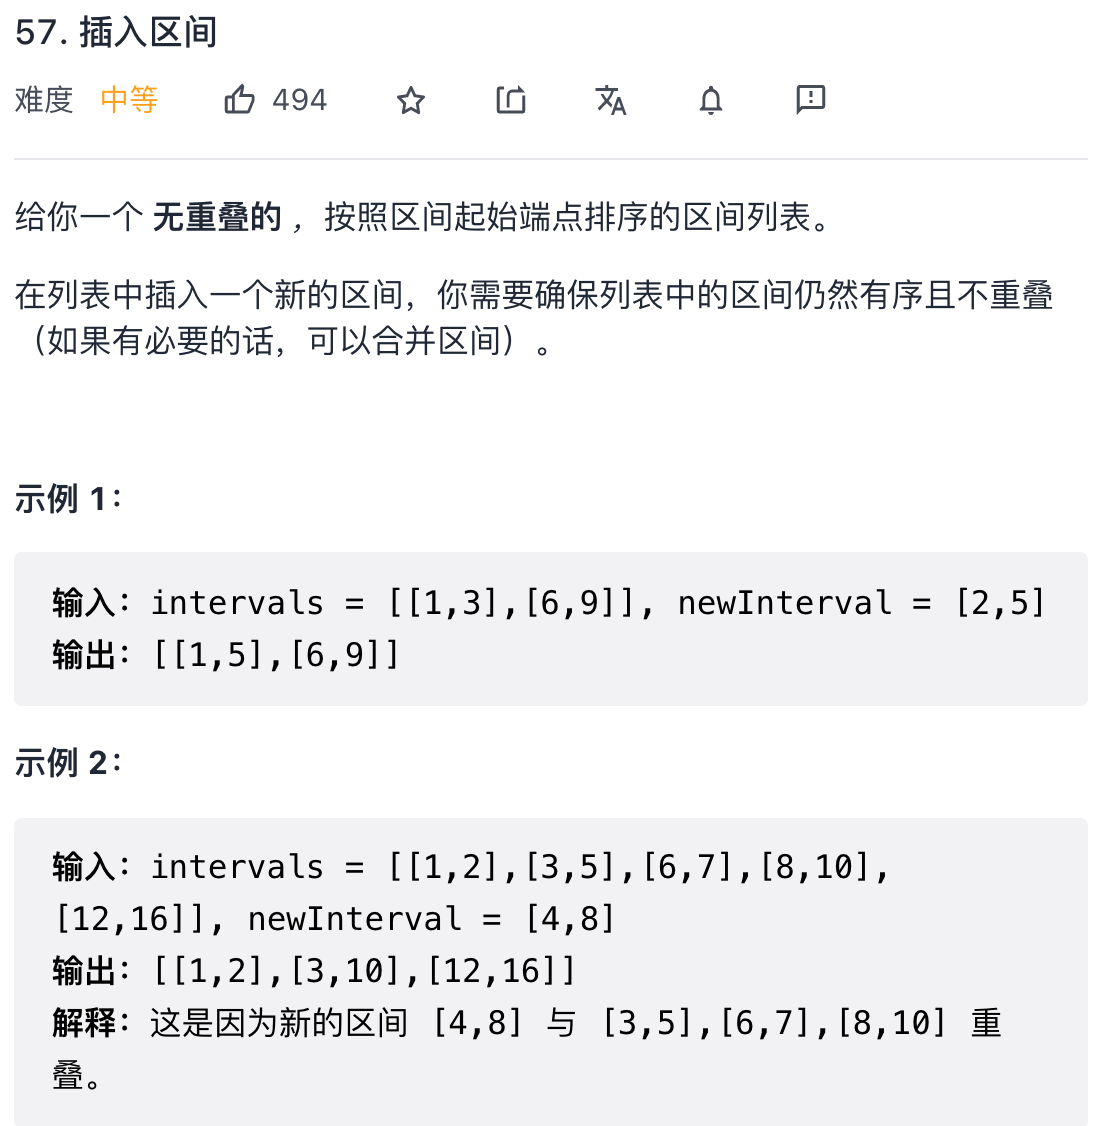 57. 插入区间
难度 中等 494
给你一个 无重叠的 ，按照区间起始端点排序的区间列表。
在列表中插入一个新的区间，你需要确保列表中的区间仍然有序且不重叠
（如果有必要的话，可以合并区间）。
示例 1：
输入：intervals = [[1,3],[6,9]], newInterval = [2,5]
输出：[[1,5],[6,9]]
示例 2：
输入：intervals = [[1,2],[3,5],[6,7],[8,10],
[12,16]], newInterval = [4,8]
输出：[[1,2],[3,10],[12,16]]
解释：这是因为新的区间 [4,8] 与 [3,5],[6,7],[8,10] 重
叠。